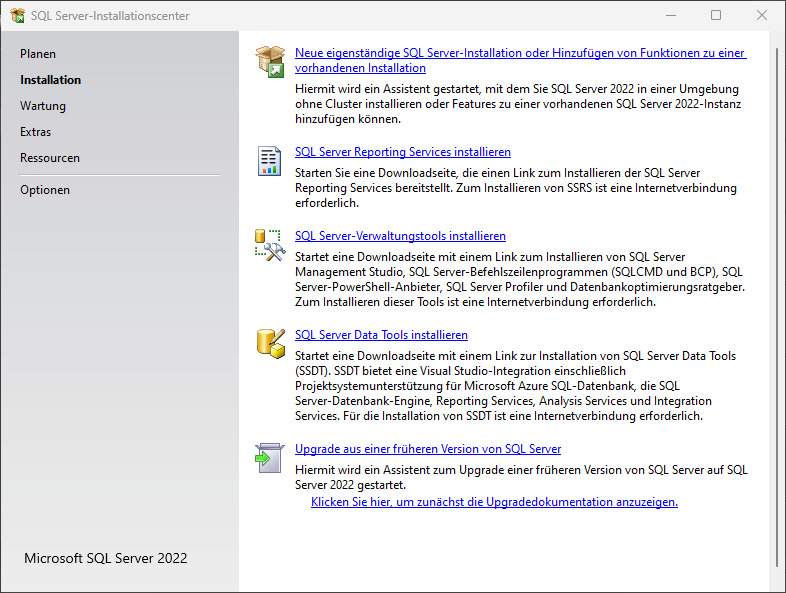 SQL Server-Installationscenter
Planen
Installation
Wartung
Extras
Ressourcen
Optionen
Microsoft SQL Server 2022
Neue eigenständige SQL Server-Installation oder Hinzufügen von Funktionen zu einer
vorhandenen Installation
Hiermit wird ein Assistent gestartet, mit dem Sie SQL Server 2022 in einer Umgebung
ohne Cluster installieren oder Features zu einer vorhandenen SQL Server 2022-Instanz
hinzufügen können.
SQL Server Reporting Services installieren
Starten Sie eine Downloadseite, die einen Link zum Installieren der SQL Server
Reporting Services bereitstellt. Zum Installieren von SSRS ist eine Internetverbindung
erforderlich.
SQL Server-Verwaltungstools installieren
Startet eine Downloadseite mit einem Link zum Installieren von SQL Server
Management Studio, SQL Server-Befehlszeilenprogrammen (SQLCMD und BCP), SQL
Server-PowerShell-Anbieter, SQL Server Profiler und Datenbankoptimierungsratgeber.
Zum Installieren dieser Tools ist eine Internetverbindung erforderlich.
SQL Server Data Tools installieren
Startet eine Downloadseite mit einem Link zur Installation von SQL Server Data Tools
(SSDT). SSDT bietet eine Visual Studio-Integration einschließlich
Projektsystemunterstützung für Microsoft Azure SQL-Datenbank, die SQL
Server-Datenbank-Engine, Reporting Services, Analysis Services und Integration
Services. Für die Installation von SSDT ist eine Internetverbindung erforderlich.
Upgrade aus einer früheren Version von SQL Server
Hiermit wird ein Assistent zum Upgrade einer früheren Version von SQL Server auf SQL
Server 2022 gestartet.
Klicken Sie hier, um zunächst die Upgradedokumentation anzuzeigen.